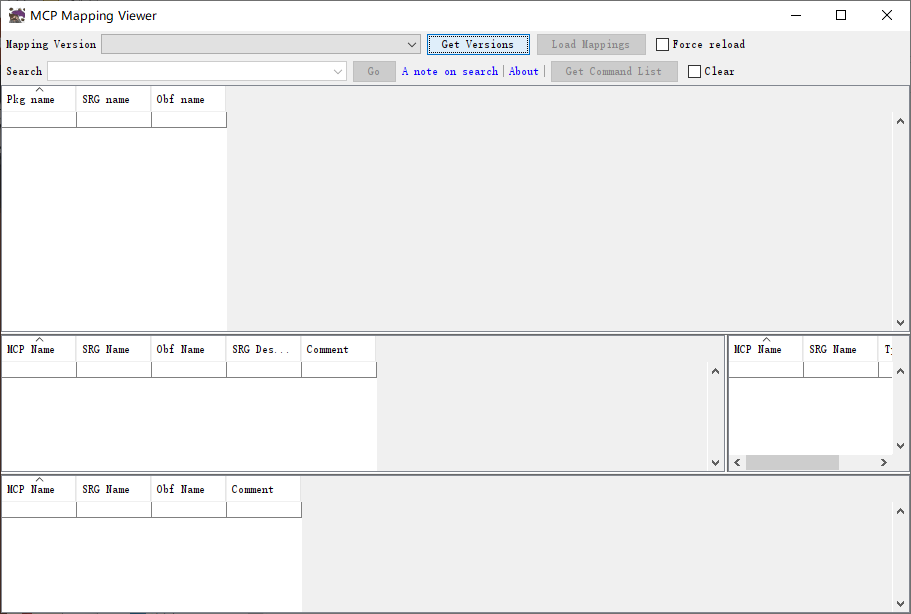 MCP Mapping Viewer
Mapping Version Get Versions Load Mappings Force reload
Search Go A note on search About Get Command List Clear
Pkg name SRG name Obf name
MCP Name SRG Name Obf Name SRG Des... Comment MCP Name SRG Name
MCP Name SRG Name Obf Name Comment